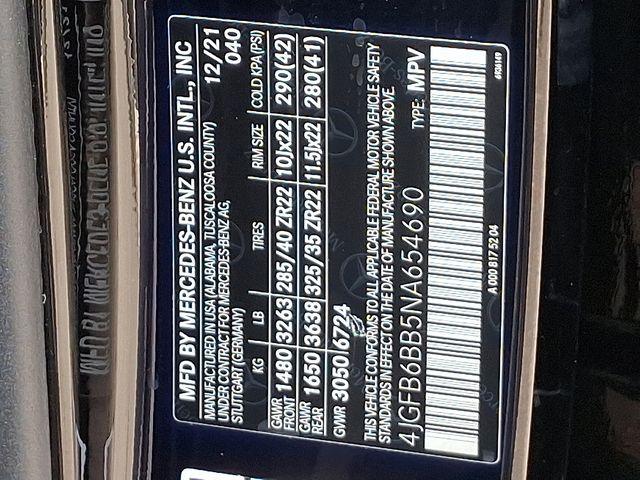 MFD BY MERCEDES-BENZ U.S. INTL., INC
MANUFACTURED IN USA (ALABAMA, TUSCALOOSA COUNTY) 12/21
UNDER CONTRACT FOR MERCEDES-BENZ AG, 040
STUTTGART (GERMANY)
KG LB TIRES RIM SIZE COLD KPA (PSI)
GAWR FRONT 1480 3263 285/40 ZR22 10Jx22 290(42)
GAWR REAR 1650 3638 325/35 ZR22 11.5Jx22 280(41)
GVWR 3050 6724
THIS VEHICLE CONFORMS TO ALL APPLICABLE FEDERAL MOTOR VEHICLE SAFETY
STANDARDS IN EFFECT ON THE DATE OF MANUFACTURE SHOWN ABOVE
4JGFB6BB5NA654690 TYPE: MPV
A 000 817 52 04